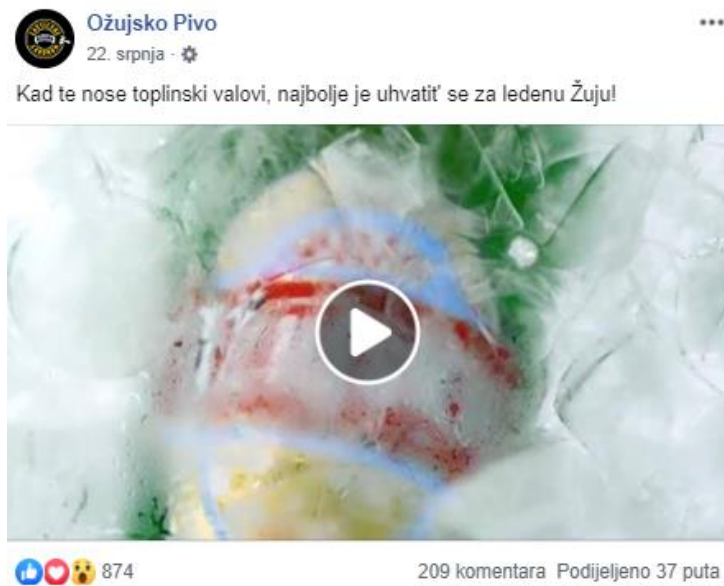 Ožujsko Pivo
22. srpnja ·
Kad te nose toplinski valovi, najbolje je uhvatit' se za ledenu Žuju!
874
209 komentara Podijeljeno 37 puta